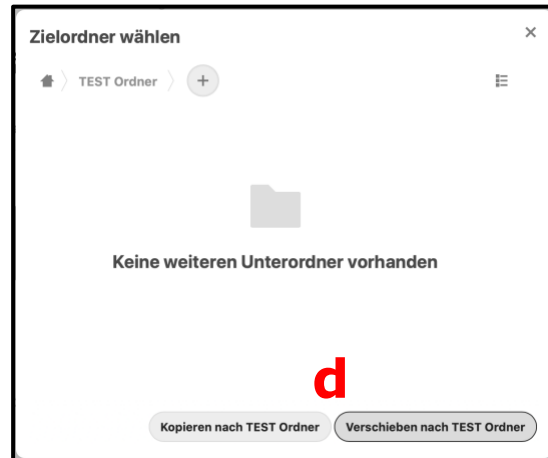 Zielordner wählen
TEST Ordner
Keine weiteren Unterordner vorhanden
d
Kopieren nach TEST Ordner Verschieben nach TEST Ordner